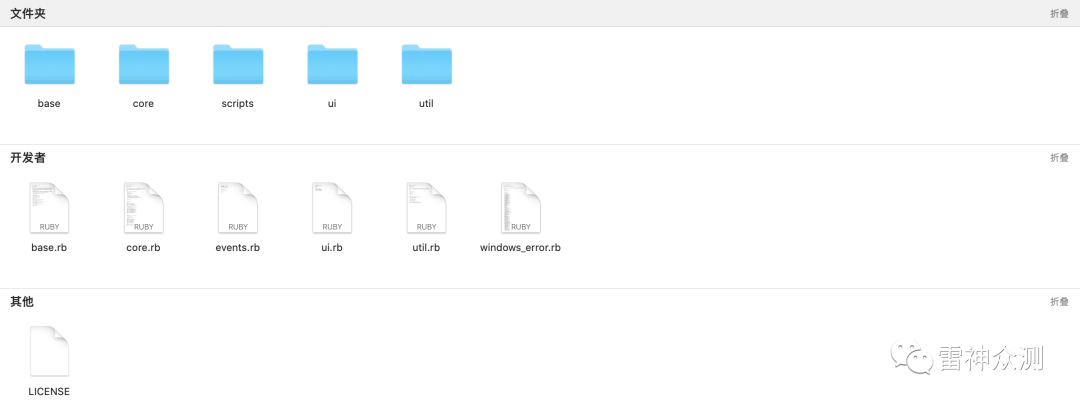 文件夹 折叠
base core scripts ui util
开发者 折叠
RUBY RUBY RUBY RUBY RUBY RUBY
base.rb core.rb events.rb ui.rb util.rb windows_error.rb
其他 折叠
雷神众测
LICENSE